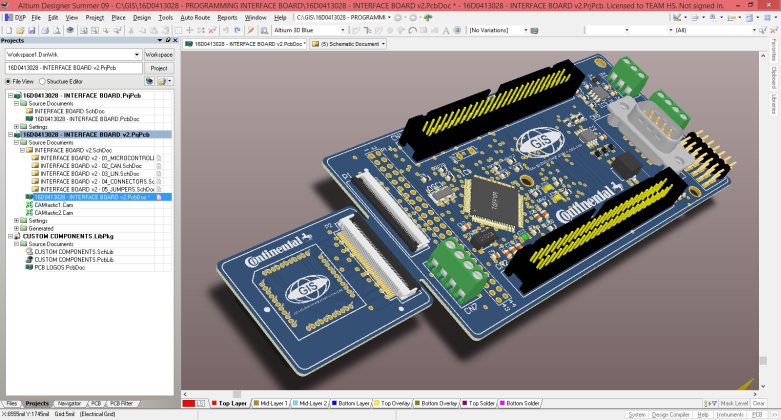 Altium Designer Summer 09 - C:\GIS\16D0413028 - PROGRAMMING INTERFACE BOARD\16D0413028 - INTERFACE BOARD v2.PcbDoc * - 16D0413028 - INTERFACE BOARD v2.PrjPcb. Licensed to TEAM HS. Not signed in.
DXP File Edit View Project Place Design Tools Auto Route Reports Window Help C:\GIS\16D0413028 - PROGRAMMI
Altium 3D Blue [No Variations] (All)
Projects
16D0413028 - INTERFACE BOARD v2.PcbDoc * (5) Schematic Document
Workspace1.DsnWrk Workspace
16D0413028 - INTERFACE BOARD v2.PrjPcb Project
File View Structure Editor
16D0413028 - INTERFACE BOARD.PrjPcb
Source Documents
INTERFACE BOARD.SchDoc
16D0413028 - INTERFACE BOARD.PcbDoc
Settings
16D0413028 - INTERFACE BOARD v2.PrjPcb
Source Documents
INTERFACE BOARD v2.SchDoc
INTERFACE BOARD v2 - 01_MICROCONTROLL
INTERFACE BOARD v2 - 02_CAN.SchDoc
INTERFACE BOARD v2 - 03_LIN.SchDoc
INTERFACE BOARD v2 - 04_CONNECTORS.Sc
INTERFACE BOARD v2 - 05_JUMPERS.SchDoc
16D0413028 - INTERFACE BOARD v2.PcbDoc *
CAMtastic1.Cam
CAMtastic2.Cam
Settings
Generated
CUSTOM COMPONENTS.LibPkg
Source Documents
CUSTOM COMPONENTS.SchLib
CUSTOM COMPONENTS.PcbLib
PCB LOGOS.PcbDoc
Favorites
Clipboard
Libraries
GIS
P1
Continental
P2
Continental
GIS
CN7
Files Projects Navigator PCB PCB Filter
LS Top Layer Mid-Layer 1 Mid-Layer 2 Bottom Layer Top Overlay Bottom Overlay Top Solder Bottom Solder Mask Level Clear
X:6555mil Y:1745mil Grid:5mil (Electrical Grid) System Design Compiler Help Instruments PCB >>